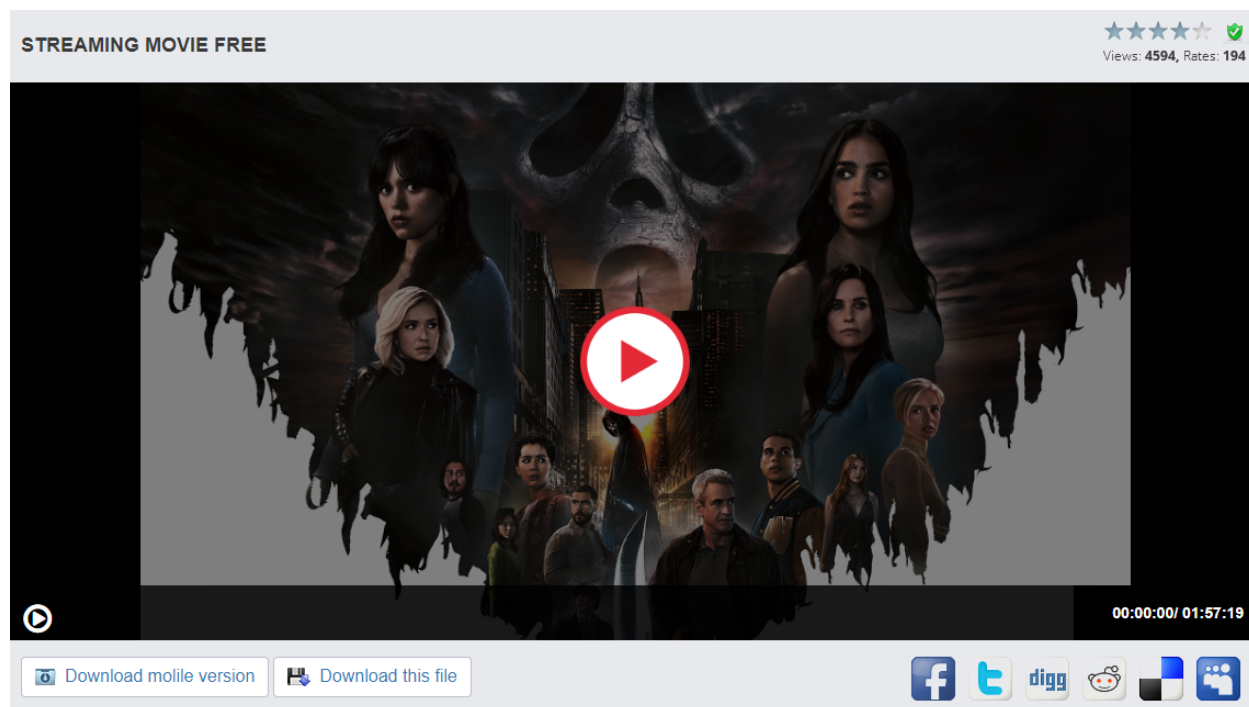 STREAMING MOVIE FREE
Views: 4594, Rates: 194
00:00:00/ 01:57:19
Download molile version
Download this file
digg